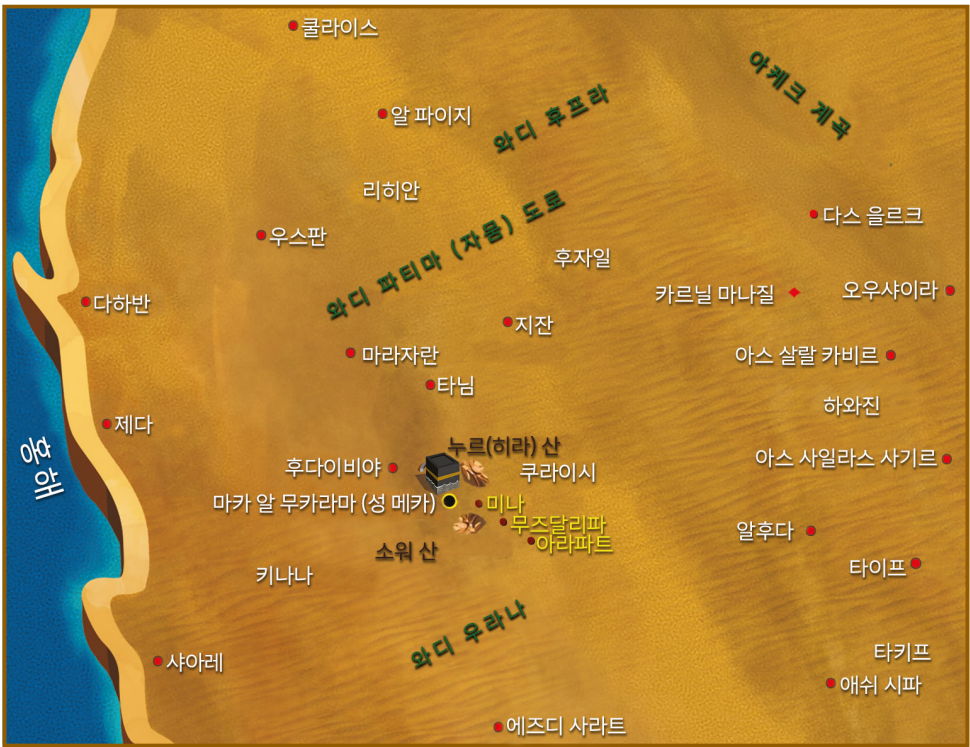 쿨라이스
아케크 계곡
알 파이지
와디 후프라
리히안
다스 을르크
우스판
와디 파티마 (자뭄) 도로
후자일
카르닐 마나질
오우샤이라
다하반
지잔
마라자란
아스 살랄 카비르
타님
하와진
제다
누르(히라) 산
아스 사일라스 사기르
후다이비야
쿠라이시
홍해
마카 알 무카라마 (성 메카)
미나
무즈달리파
알후다
아라파트
소워 산
타이프
키나나
와디 우라나
타키프
샤아레
애쉬 시파
에즈디 사라트